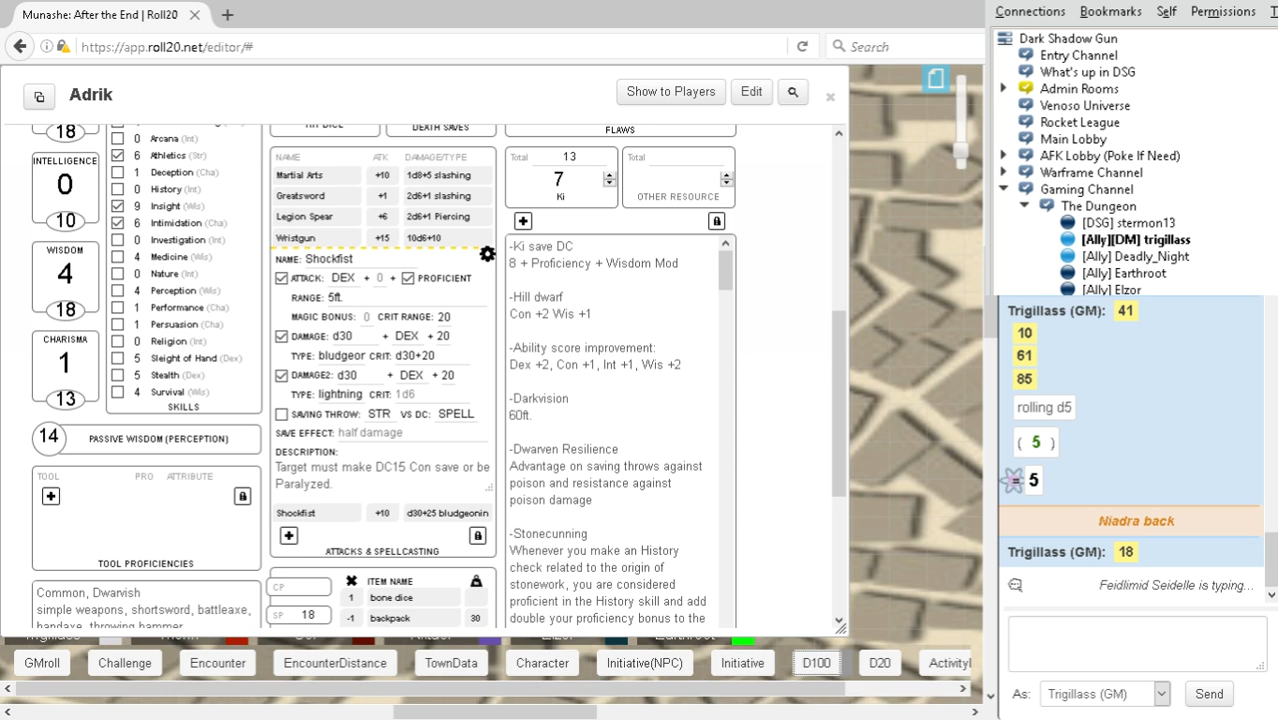 Munashe: After the End | Roll20
https://app.roll20.net/editor/#
Search
Adrik
Show to Players
Edit
18
INTELLIGENCE
0
10
WISDOM
4
18
CHARISMA
1
13
0 Arcana (Int)
6 Athletics (Str)
1 Deception (Cha)
0 History (Int)
9 Insight (Wis)
6 Intimidation (Cha)
0 Investigation (Int)
4 Medicine (Wis)
0 Nature (Int)
4 Perception (Wis)
1 Performance (Cha)
1 Persuasion (Cha)
0 Religion (Int)
5 Sleight of Hand (Dex)
5 Stealth (Dex)
4 Survival (Wis)
SKILLS
14 PASSIVE WISDOM (PERCEPTION)
TOOL PRO ATTRIBUTE
TOOL PROFICIENCIES
Common, Dwarvish
simple weapons, shortsword, battleaxe,
handaxe, throwing hammer
HIT DICE
DEATH SAVES
NAME ATK DAMAGE/TYPE
Martial Arts +10 1d8+5 slashing
Greatsword +1 2d6+1 slashing
Legion Spear +6 2d6+1 Piercing
Wristgun +15 10d6+10
NAME: Shockfist
ATTACK: DEX + 0 + PROFICIENT
RANGE: 5ft.
MAGIC BONUS: 0 CRIT RANGE: 20
DAMAGE: d30 + DEX + 20
TYPE: bludgeor CRIT: d30+20
DAMAGE2: d30 + DEX + 20
TYPE: lightning CRIT: 1d6
SAVING THROW: STR VS DC: SPELL
SAVE EFFECT: half damage
DESCRIPTION:
Target must make DC15 Con save or be
Paralyzed.
Shockfist +10 d30+25 bludgeonin
ATTACKS & SPELLCASTING
CP
SP 18
ITEM NAME
1 bone dice
-1 backpack 30
FLAWS
Total 13
7
Ki
Total
OTHER RESOURCE
-Ki save DC
8 + Proficiency + Wisdom Mod
-Hill dwarf
Con +2 Wis +1
-Ability score improvement:
Dex +2, Con +1, Int +1, Wis +2
-Darkvision
60ft.
-Dwarven Resilience
Advantage on saving throws against
poison and resistance against
poison damage
-Stonecunning
Whenever you make an History
check related to the origin of
stonework, you are considered
proficient in the History skill and add
double your proficiency bonus to the
GMroll
Challenge
Encounter
EncounterDistance
TownData
Character
Initiative(NPC)
Initiative
D100
D20
Activity
Connections Bookmarks Self Permissions T
Dark Shadow Gun
Entry Channel
What's up in DSG
Admin Rooms
Venoso Universe
Rocket League
Main Lobby
AFK Lobby (Poke If Need)
Warframe Channel
Gaming Channel
The Dungeon
[DSG] stermon13
[Ally][DM] trigillass
[Ally] Deadly_Night
[Ally] Earthroot
[Ally] Elzor
Trigillass (GM): 41
10
61
85
rolling d5
( 5 )
= 5
Niadra back
Trigillass (GM): 18
Feidlimid Seidelle is typing...
As: Trigillass (GM)
Send